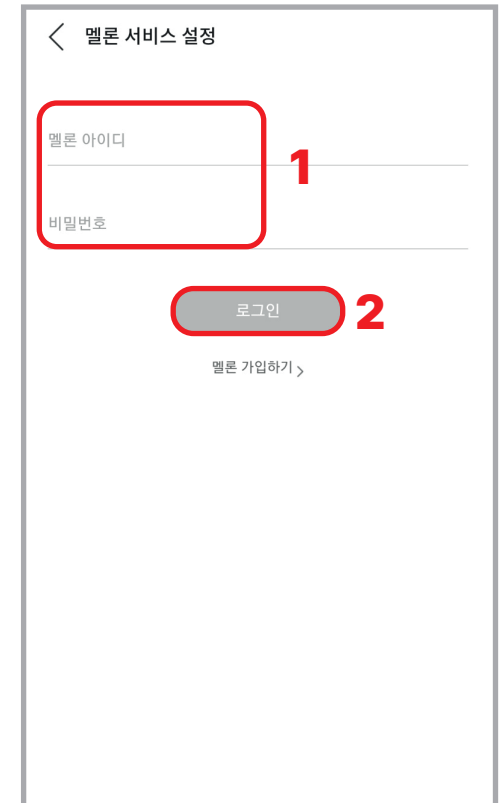 멜론 서비스 설정
멜론 아이디
1
비밀번호
로그인
2
멜론 가입하기